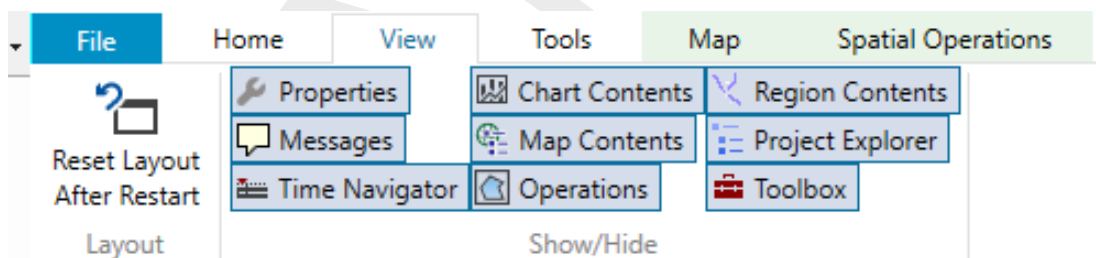 File Home View Tools Map Spatial Operations
Properties Chart Contents Region Contents
Messages Map Contents Project Explorer
Reset Layout
After Restart
Time Navigator Operations Toolbox
Layout Show/Hide